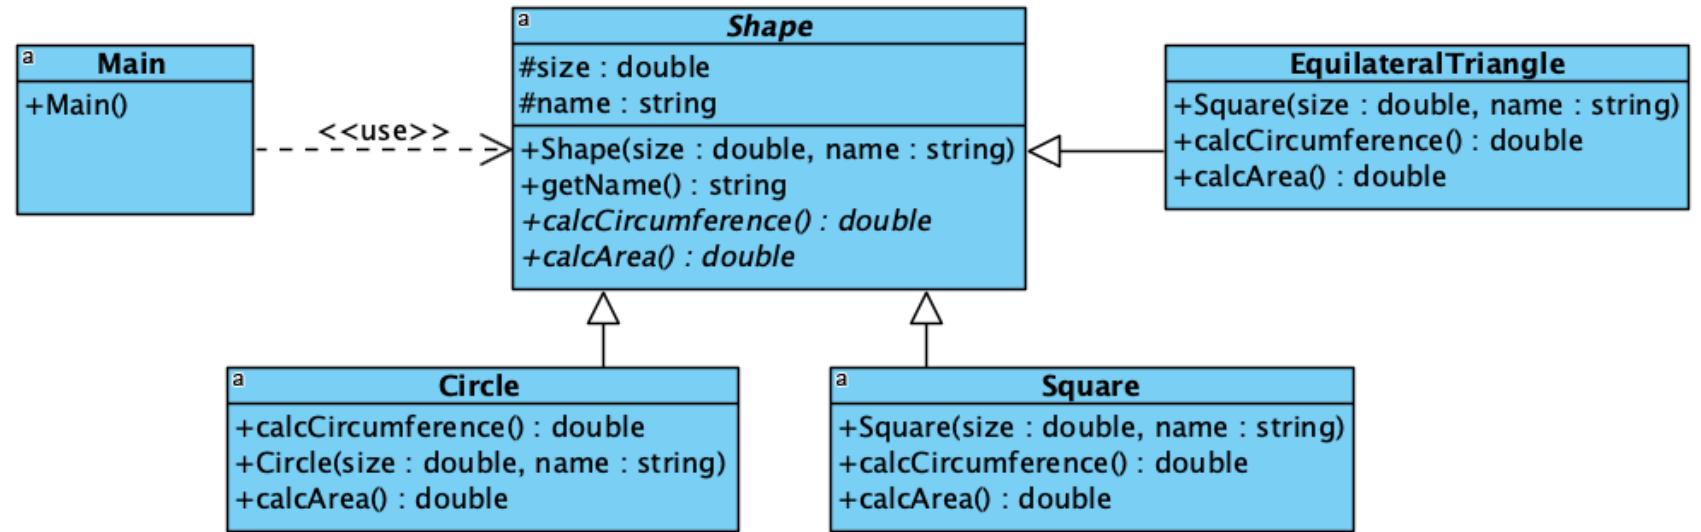 a
Main
+Main()
<<use>>
a
Shape
#size : double
#name : string
+Shape(size : double, name : string)
+getName() : string
+calcCircumference() : double
+calcArea() : double
EquilateralTriangle
+Square(size : double, name : string)
+calcCircumference() : double
+calcArea() : double
a
Circle
+calcCircumference() : double
+Circle(size : double, name : string)
+calcArea() : double
a
Square
+Square(size : double, name : string)
+calcCircumference() : double
+calcArea() : double